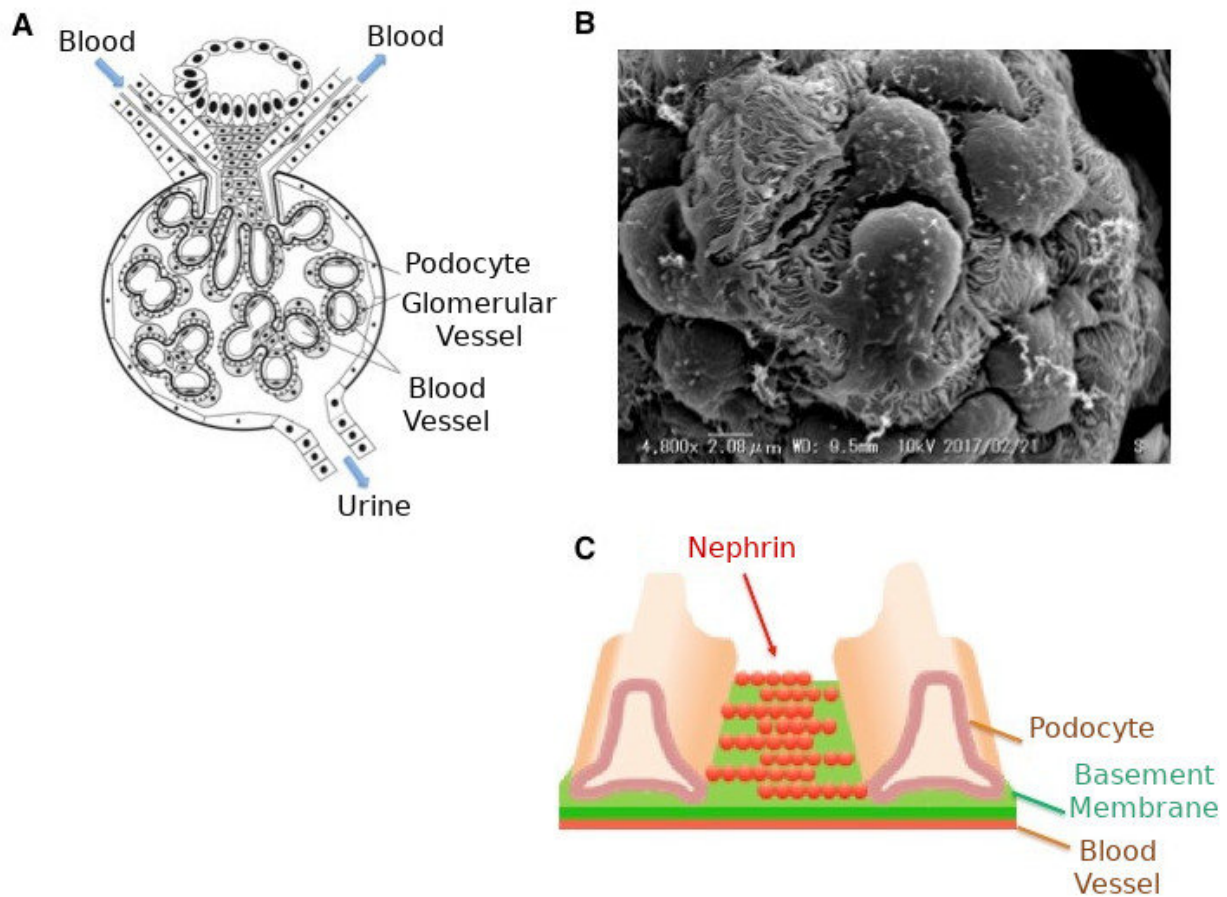 A
Blood
Blood
Podocyte
Glomerular
Vessel
Blood
Vessel
Urine
B
4,800x 2.08μm WD: 9.5mm 10kV 2017/02/21 S
C
Nephrin
Podocyte
Basement
Membrane
Blood
Vessel